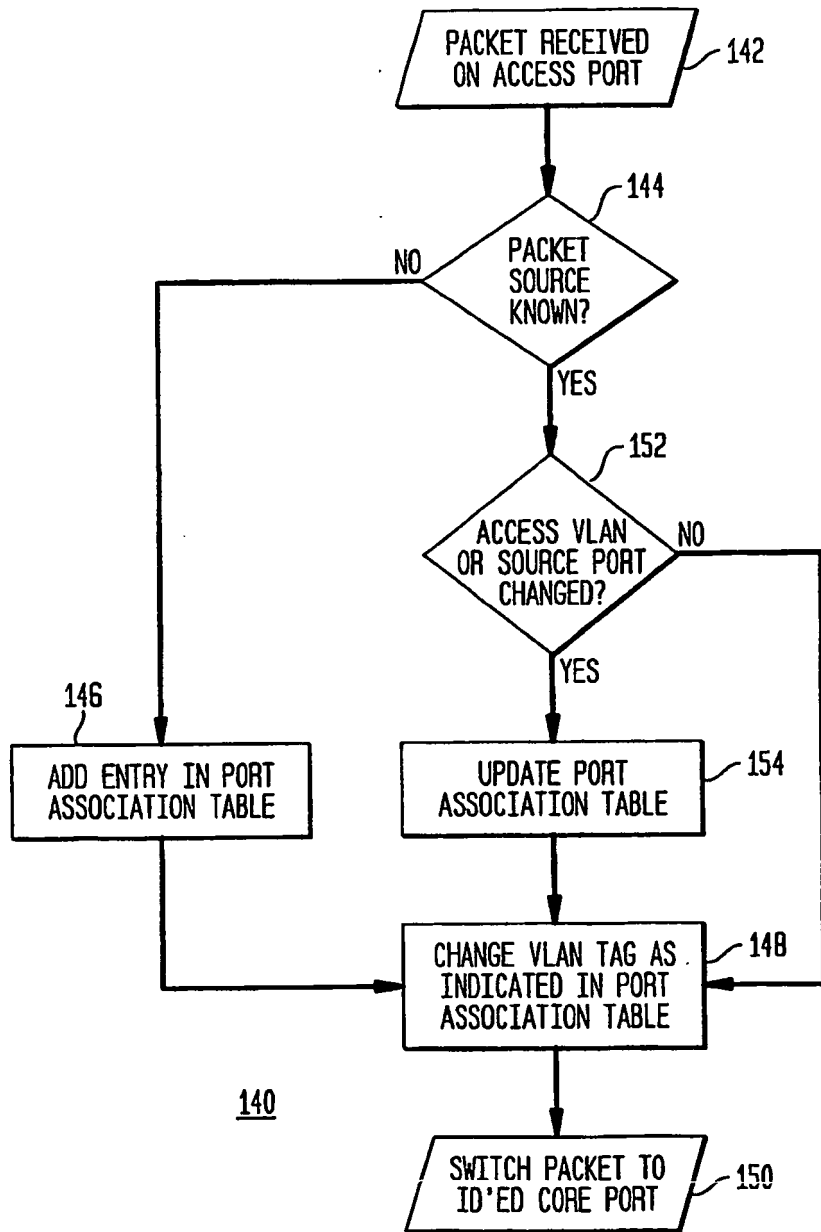 PACKET RECEIVED
ON ACCESS PORT
142
144
PACKET
SOURCE
KNOWN?
NO
YES
152
ACCESS VLAN
OR SOURCE PORT
CHANGED?
NO
YES
146
ADD ENTRY IN PORT
ASSOCIATION TABLE
UPDATE PORT
ASSOCIATION TABLE
154
CHANGE VLAN TAG AS
INDICATED IN PORT
ASSOCIATION TABLE
148
140
SWITCH PACKET TO
ID'ED CORE PORT
150